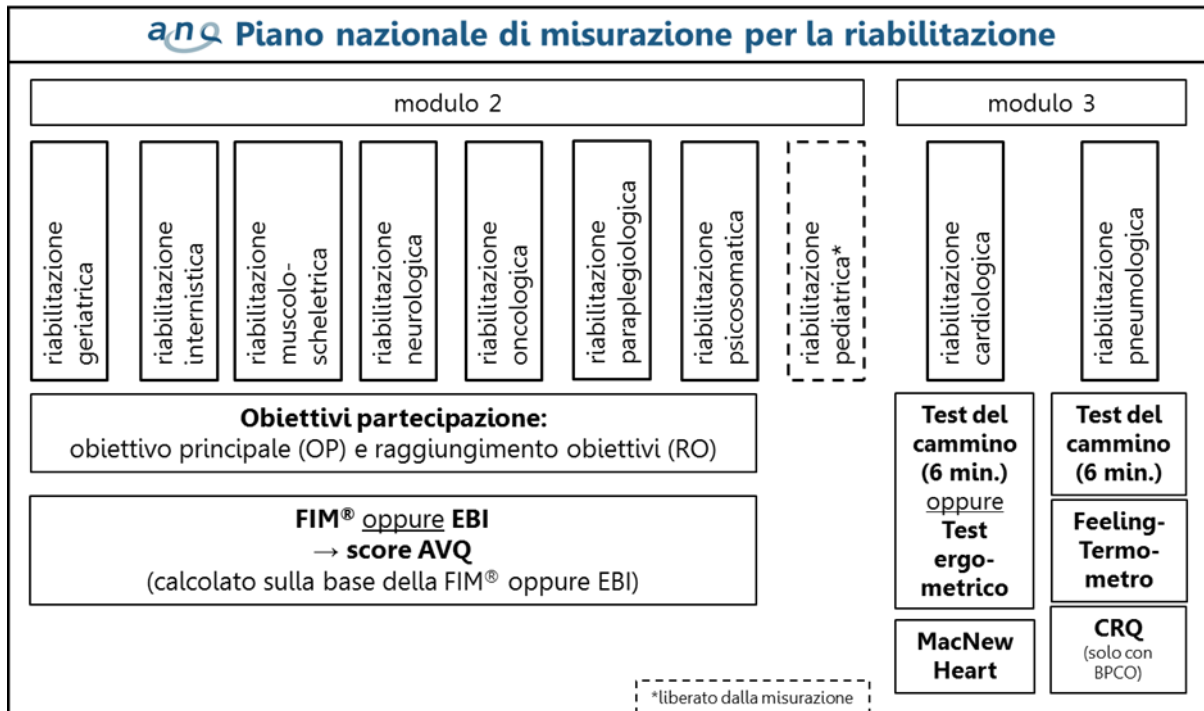 anq Piano nazionale di misurazione per la riabilitazione
modulo 2
modulo 3
riabilitazione
geriatrica
riabilitazione
internistica
riabilitazione
muscolo-
scheletrica
riabilitazione
neurologica
riabilitazione
oncologica
riabilitazione
paraplegiologica
riabilitazione
psicosomatica
riabilitazione
pediatrica*
riabilitazione
cardiologica
riabilitazione
pneumologica
Obiettivi partecipazione:
obiettivo principale (OP) e raggiungimento obiettivi (RO)
FIM® oppure EBI
→ score AVQ
(calcolato sulla base della FIM® oppure EBI)
*liberato dalla misurazione
Test del
cammino
(6 min.)
oppure
Test
ergo-
metrico
MacNew
Heart
Test del
cammino
(6 min.)
Feeling-
Termo-
metro
CRQ
(solo con
BPCO)